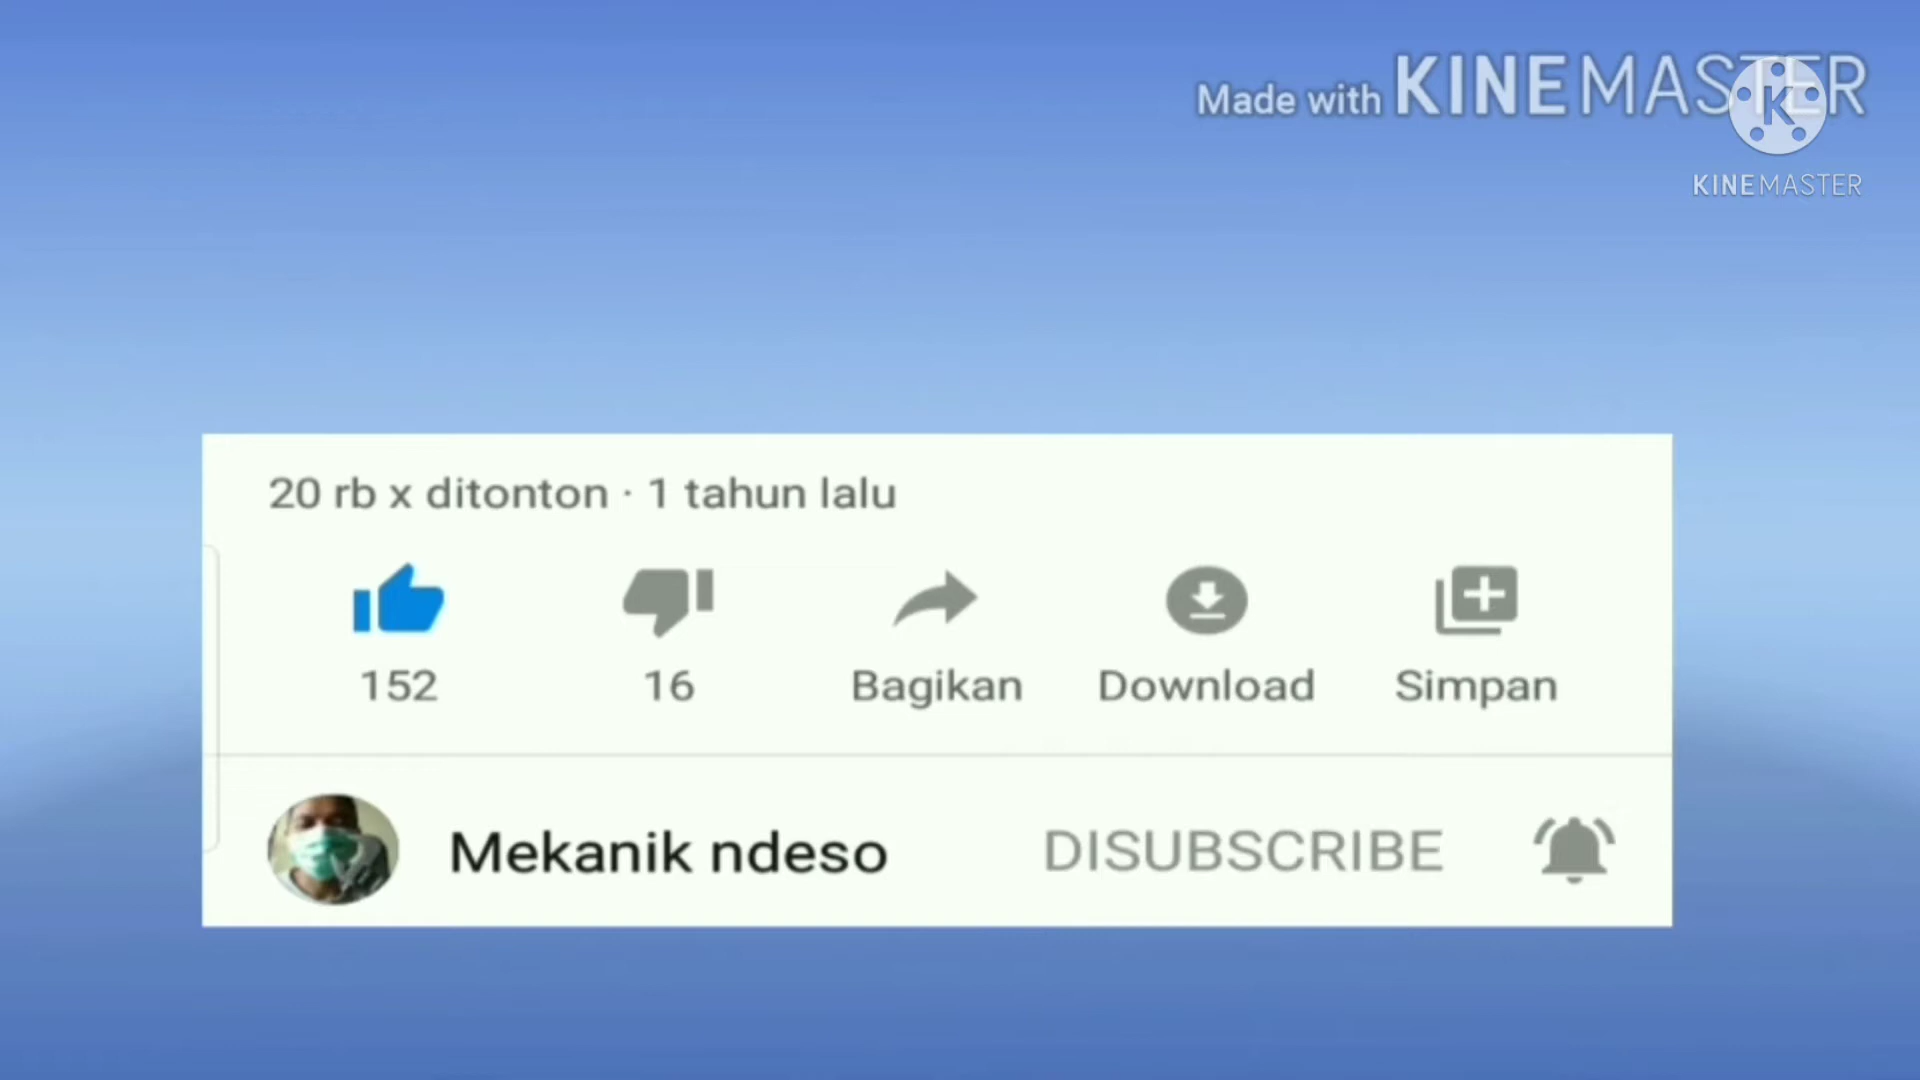 Made with KINEMASTER
K
KINEMASTER
20 rb x ditonton · 1 tahun lalu
152
16
Bagikan
Download
Simpan
Mekanik ndeso
DISUBSCRIBE